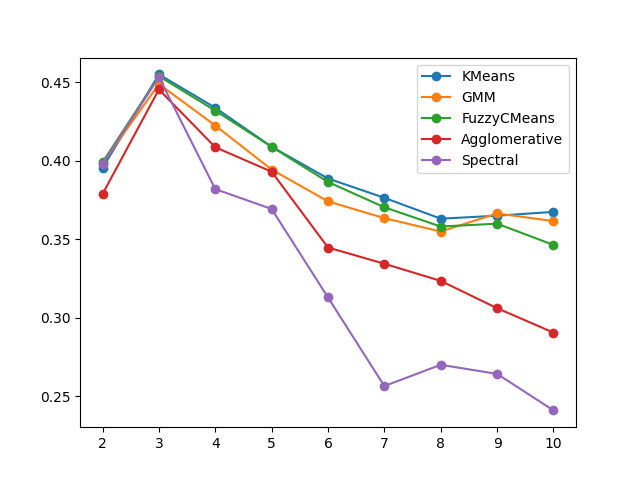 0.45
0.40
0.35
0.30
0.25
2 3 4 5 6 7 8 9 10
KMeans
GMM
FuzzyCMeans
Agglomerative
Spectral